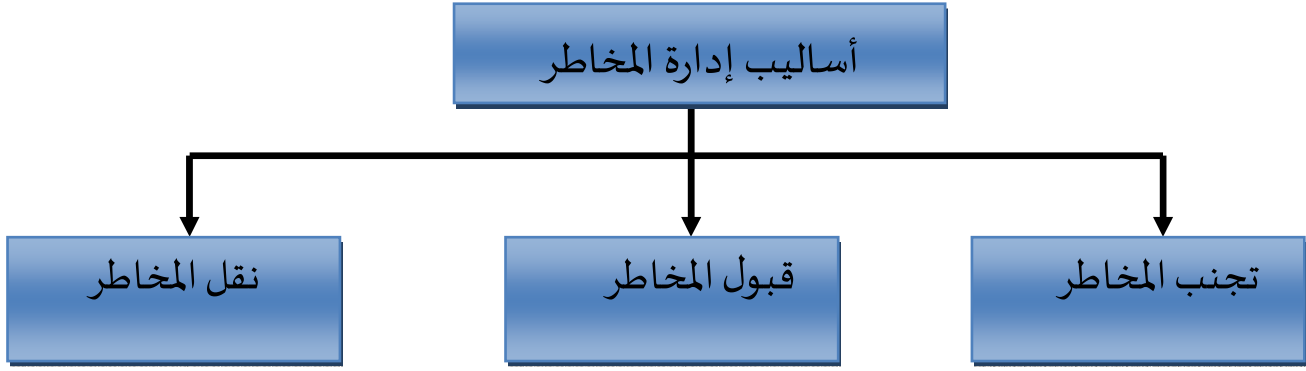 أساليب إدارة المخاطر
تجنب المخاطر
قبول المخاطر
نقل المخاطر